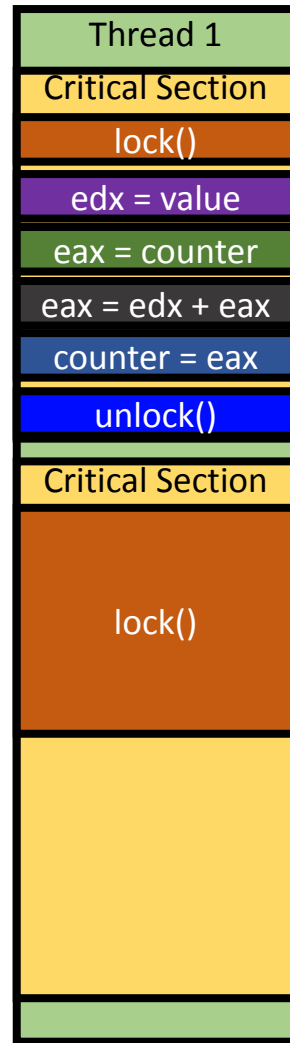 Thread 1
Critical Section
lock()
edx = value
eax = counter
eax = edx + eax
counter = eax
unlock()
Critical Section
lock()